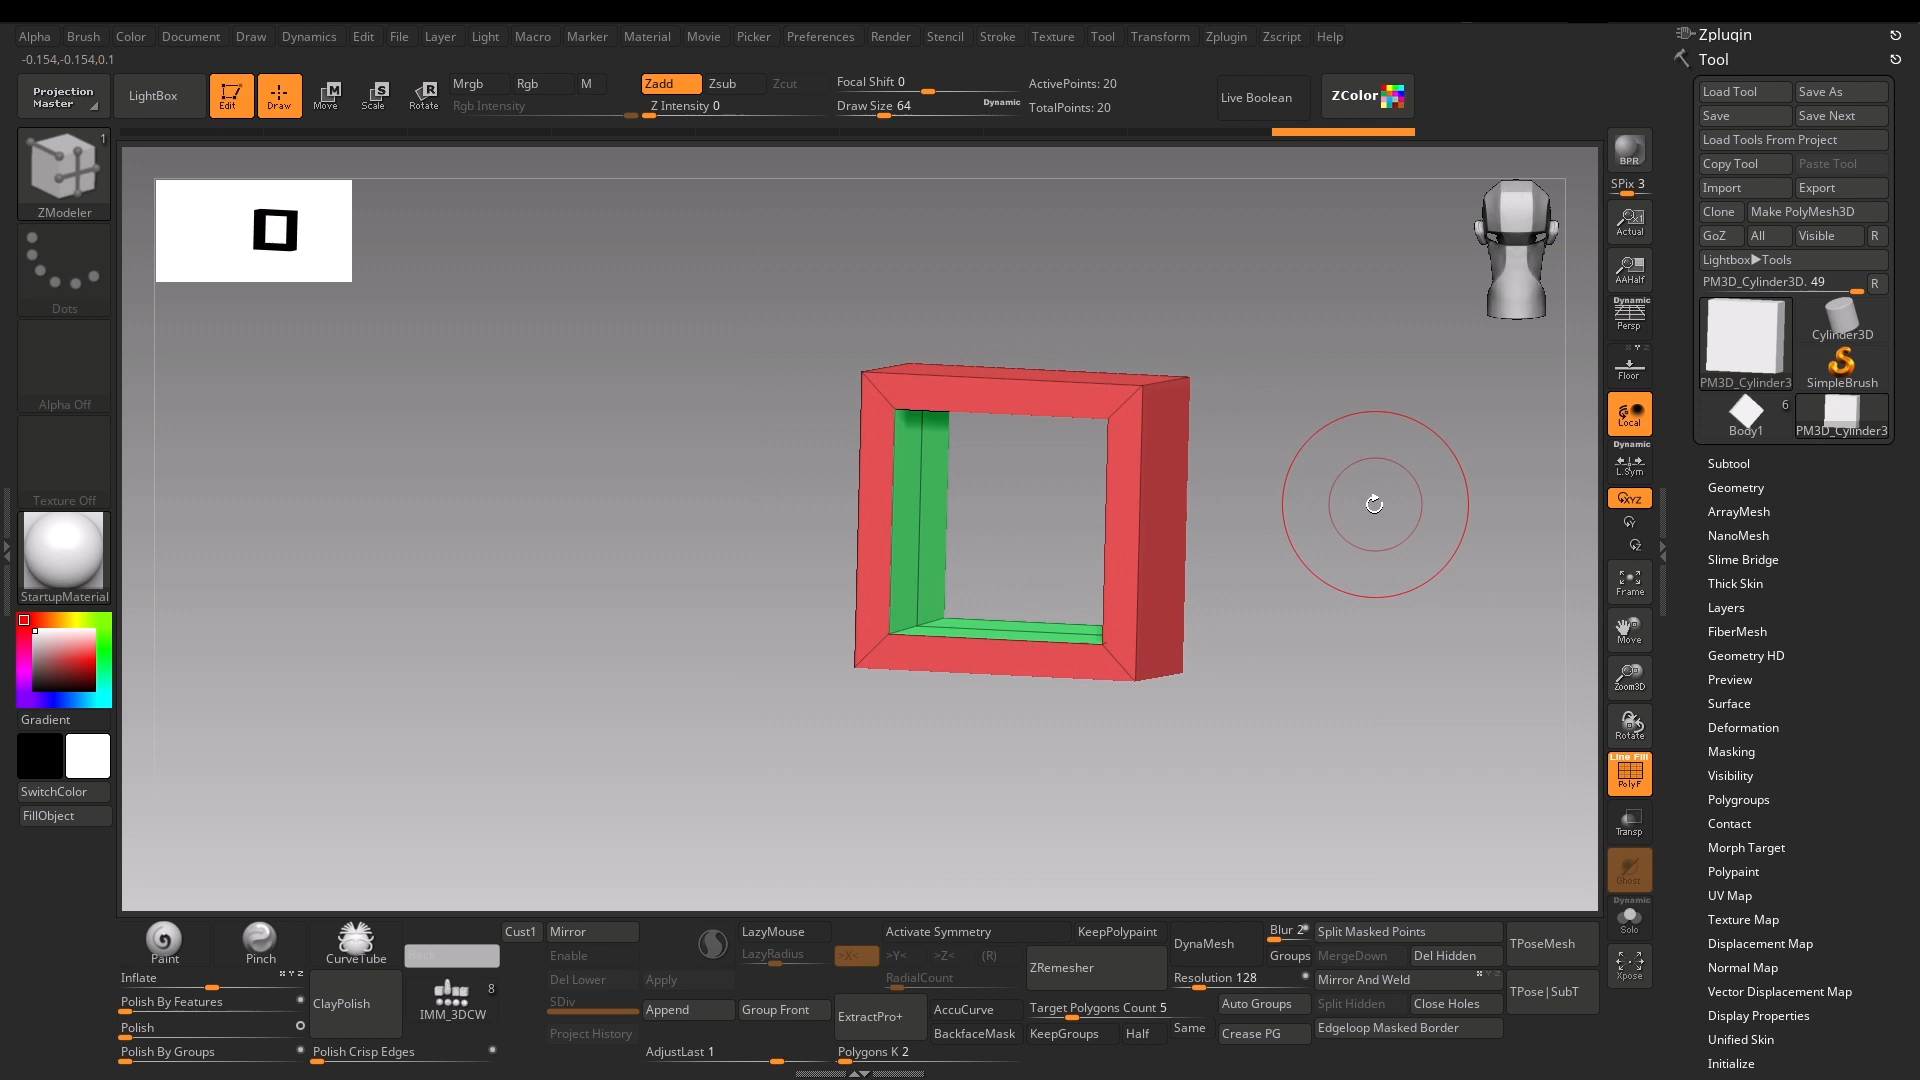 Zplugin
Alpha Brush Color Document Draw Dynamics Edit File Layer Light Macro Marker Material Movie Picker Preferences Render Stencil Stroke Texture Tool Transform Zplugin Zscript Help
-0.154,-0.154,0.1
Tool
Projection
Master
LightBox
Edit
Draw
Move
Scale
Rotate
Mrgb Rgb M
Rgb Intensity
Zadd Zsub Zcut
Z Intensity 0
Focal Shift 0
Draw Size 64
Dynamic
ActivePoints: 20
TotalPoints: 20
Live Boolean
ZColor
Load Tool Save As
Save Save Next
Load Tools From Project
Copy Tool Paste Tool
Import Export
Clone Make PolyMesh3D
GoZ All Visible R
Lightbox▶Tools
PM3D_Cylinder3D. 49 R
PM3D_Cylinder3
Cylinder3D
SimpleBrush
6
Body1
PM3D_Cylinder3
1
ZModeler
Dots
Alpha Off
Texture Off
StartupMaterial
Gradient
SwitchColor
FillObject
BPR
SPix 3
Actual
AAHalf
Dynamic
Persp
Floor
Local
Dynamic
L.Sym
XYZ
Y
Z
Frame
Move
Zoom3D
Rotate
Line Fill
PolyF
Transp
Ghost
Dynamic
Solo
Xpose
Subtool
Geometry
ArrayMesh
NanoMesh
Slime Bridge
Thick Skin
Layers
FiberMesh
Geometry HD
Preview
Surface
Deformation
Masking
Visibility
Polygroups
Contact
Morph Target
Polypaint
UV Map
Texture Map
Displacement Map
Normal Map
Vector Displacement Map
Display Properties
Unified Skin
Initialize
Paint
Pinch
CurveTube
Inflate
Polish By Features
Polish
Polish By Groups
ClayPolish
Polish Crisp Edges
8
IMM_3DCW
Cust1
Mirror
Enable
Del Lower
SDiv
Project History
Apply
Append
AdjustLast 1
LazyMouse
LazyRadius
Group Front
ExtractPro+
Polygons K 2
Activate Symmetry
>X< >Y< >Z< (R)
RadialCount
AccuCurve
BackfaceMask
KeepPolypaint
ZRemesher
Target Polygons Count 5
KeepGroups Half Same
DynaMesh
Resolution 128
Blur 2
Groups
Auto Groups
Crease PG
Split Masked Points
MergeDown Del Hidden
Mirror And Weld
Split Hidden Close Holes
Edgeloop Masked Border
TPoseMesh
TPose|SubT